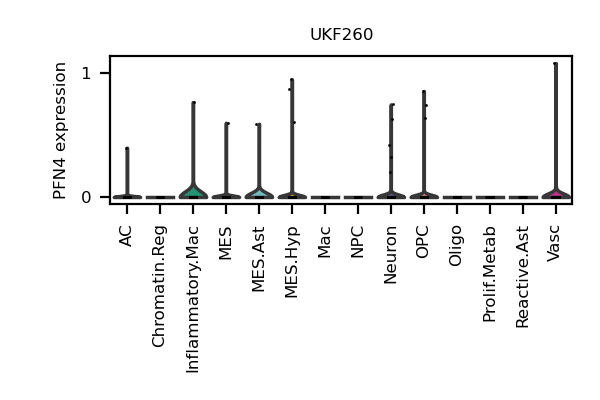 UKF260
PFN4 expression
1
0
AC
Chromatin.Reg
Inflammatory.Mac
MES
MES.Ast
MES.Hyp
Mac
NPC
Neuron
OPC
Oligo
Prolif.Metab
Reactive.Ast
Vasc